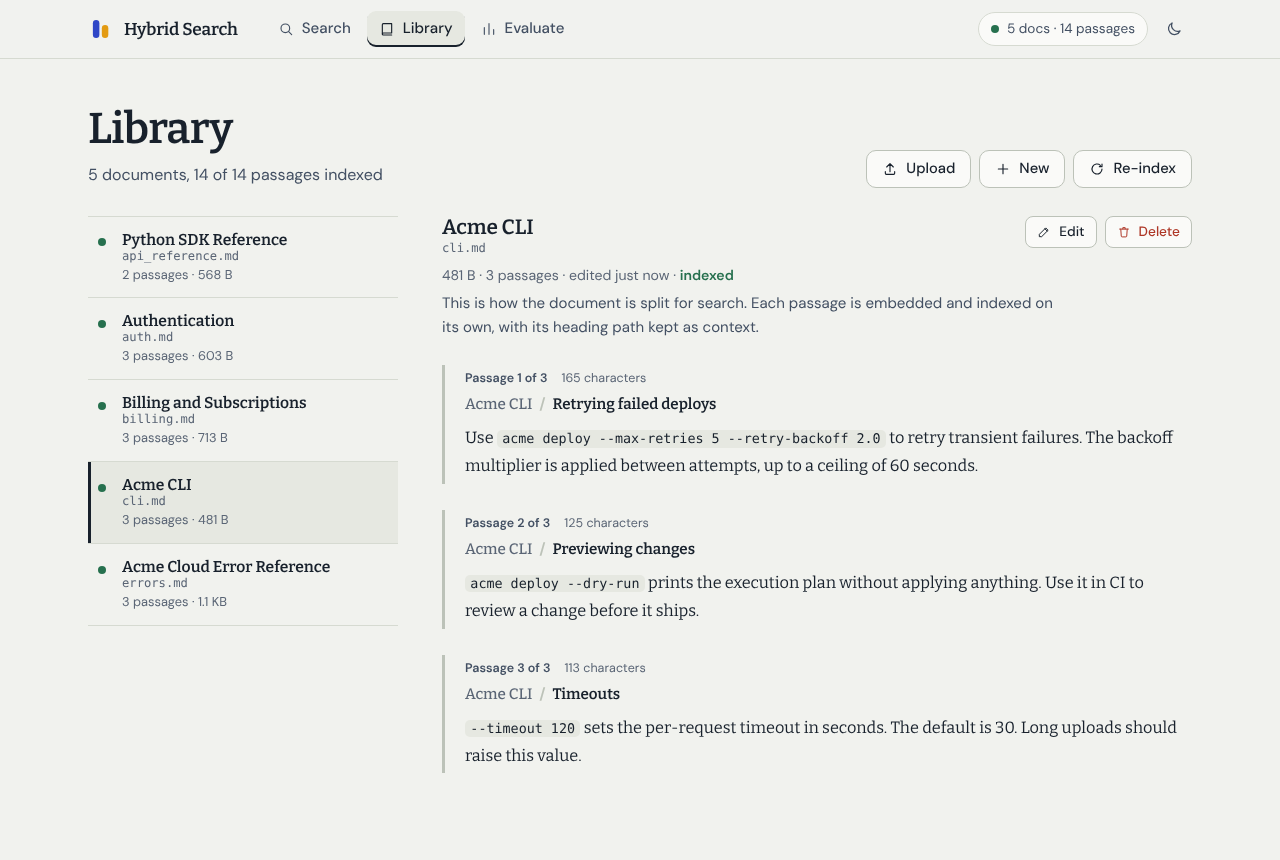 Hybrid Search
Search
Library
Evaluate
5 docs · 14 passages
Library
5 documents, 14 of 14 passages indexed
Upload
New
Re-index
Python SDK Reference
api_reference.md
2 passages · 568 B
Authentication
auth.md
3 passages · 603 B
Billing and Subscriptions
billing.md
3 passages · 713 B
Acme CLI
cli.md
3 passages · 481 B
Acme Cloud Error Reference
errors.md
3 passages · 1.1 KB
Acme CLI
cli.md
Edit
Delete
481 B · 3 passages · edited just now · indexed
This is how the document is split for search. Each passage is embedded and indexed on
its own, with its heading path kept as context.
Passage 1 of 3 165 characters
Acme CLI / Retrying failed deploys
Use acme deploy --max-retries 5 --retry-backoff 2.0 to retry transient failures. The backoff
multiplier is applied between attempts, up to a ceiling of 60 seconds.
Passage 2 of 3 125 characters
Acme CLI / Previewing changes
acme deploy --dry-run prints the execution plan without applying anything. Use it in CI to
review a change before it ships.
Passage 3 of 3 113 characters
Acme CLI / Timeouts
--timeout 120 sets the per-request timeout in seconds. The default is 30. Long uploads should
raise this value.